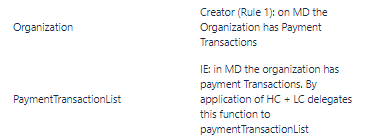 Creator (Rule 1): on MD the
Organization
Organization has Payment
Transactions
IE: in MD the organization has
payment Transactions. By
PaymentTransactionList
application of HC + LC delegates
this function to
paymentTransactionList